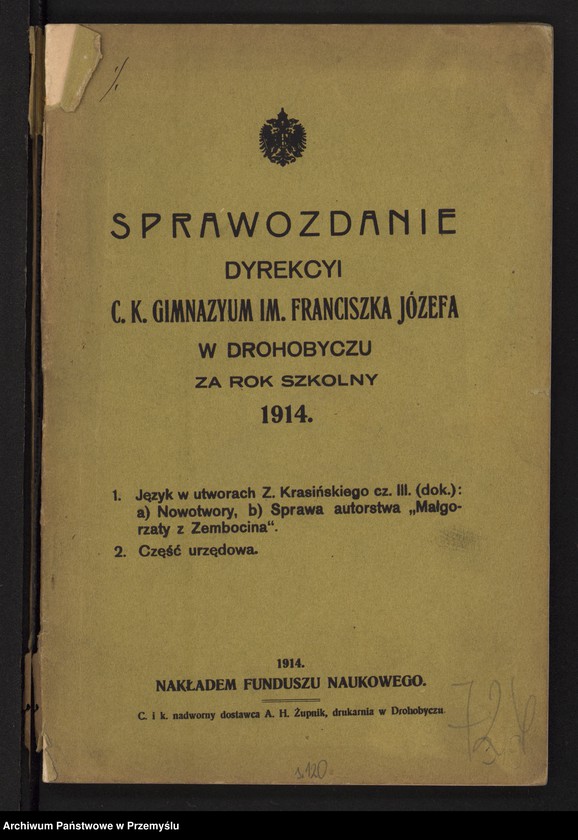 SPRAWOZDANIE
DYREKCYI
C. K. GIMNAZYUM IM. FRANCISZKA JÓZEFA
W DROHOBYCZU
ZA ROK SZKOLNY
1914.
1. Język w utworach Z. Krasińskiego cz. III. (dok.):
a) Nowotwory, b) Sprawa autorstwa „Małgo-
rzaty z Zembocina“.
2. Część urzędowa.
1914.
NAKŁADEM FUNDUSZU NAUKOWEGO.
C. i k. nadworny dostawca A. H. Żupnik, drukarnia w Drohobyczu
s120
Archiwum Państwowe w Przemyślu